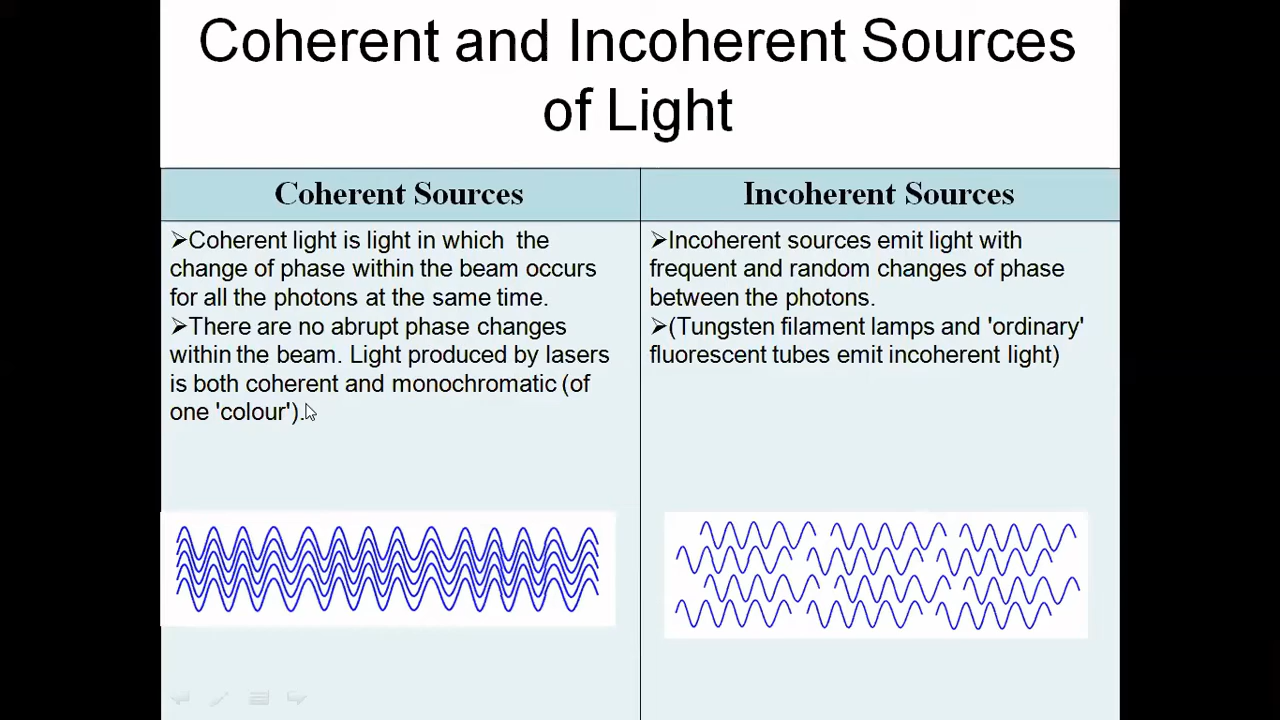 Coherent and Incoherent Sources
of Light
Coherent Sources
➢Coherent light is light in which the
change of phase within the beam occurs
for all the photons at the same time.
➢There are no abrupt phase changes
within the beam. Light produced by lasers
is both coherent and monochromatic (of
one 'colour').
Incoherent Sources
➢Incoherent sources emit light with
frequent and random changes of phase
between the photons.
➢(Tungsten filament lamps and 'ordinary'
fluorescent tubes emit incoherent light)